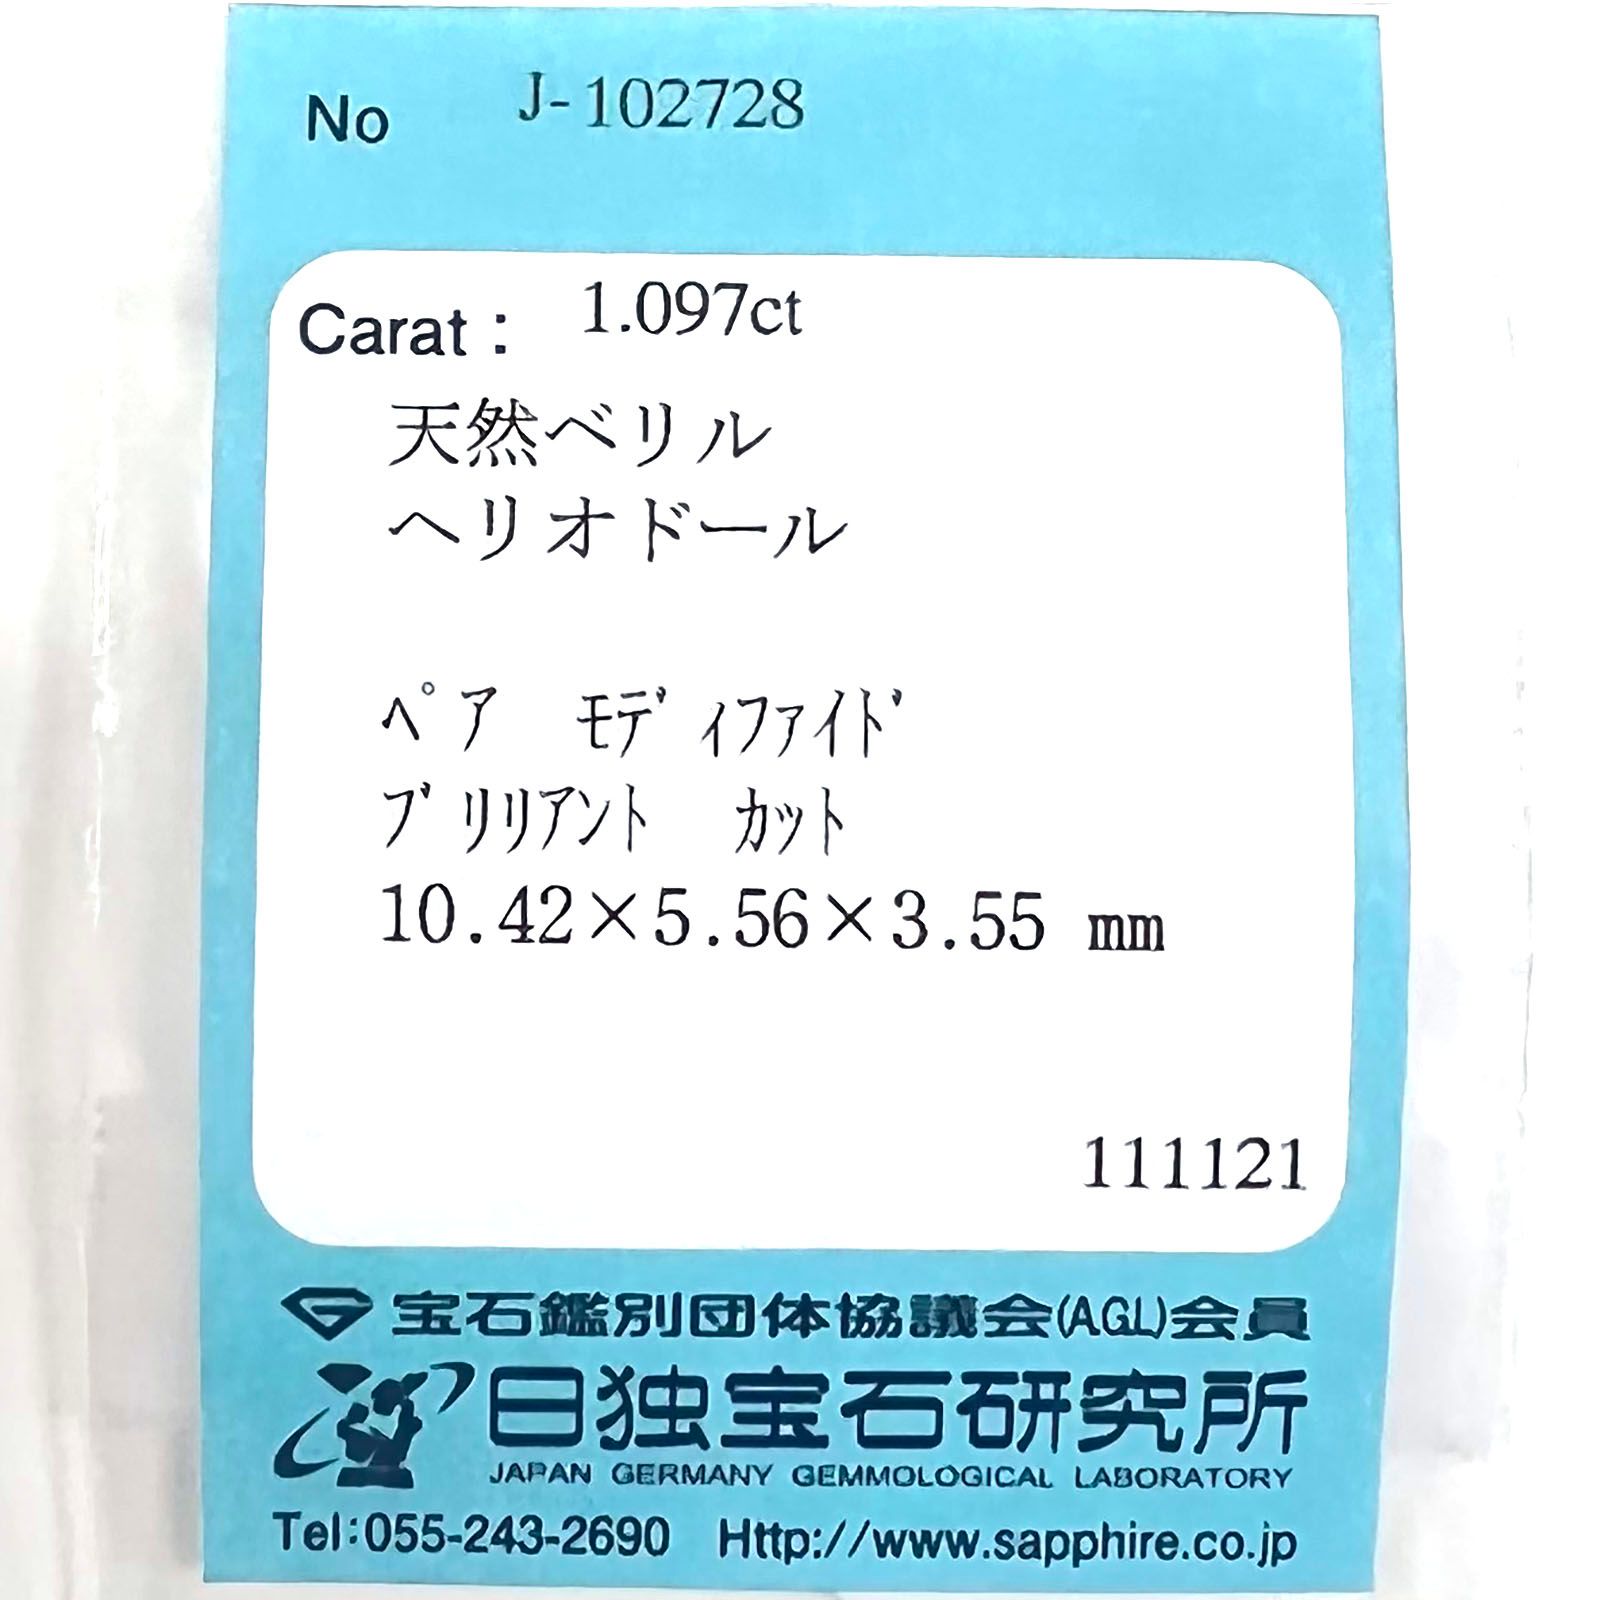 No J-102728
Carat： 1.097ct
天然ベリル
ヘリオドール
ﾍﾟｱ ﾓﾃﾞｨﾌｧｲﾄﾞ
ﾌﾞﾘﾘｱﾝﾄ ｶｯﾄ
10.42×5.56×3.55 mm
111121
宝石鑑別団体協議会(AGL)会員
日独宝石研究所
JAPAN GERMANY GEMMOLOGICAL LABORATORY
Tel:055-243-2690 Http://www.sapphire.co.jp